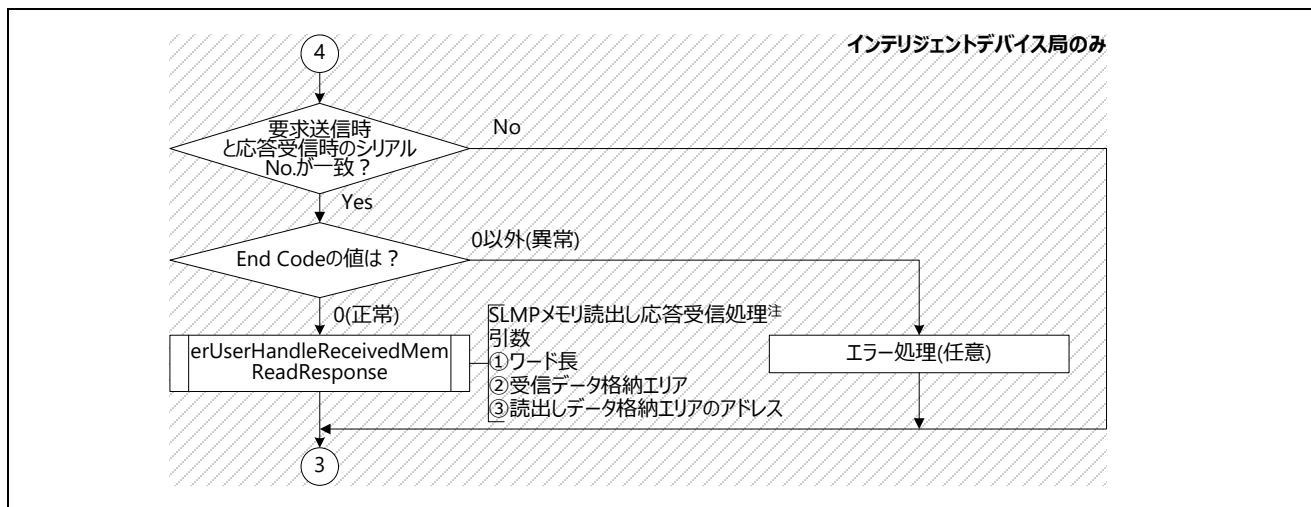 4
インテリジェントデバイス局のみ
要求送信時
と応答受信時のシリアル
No.が一致？
No
Yes
End Codeの値は？
0以外(異常)
0(正常)
erUserHandleReceivedMem
ReadResponse
SLMPメモリ読出し応答受信処理注
引数
①ワード長
②受信データ格納エリア
③読出しデータ格納エリアのアドレス
エラー処理(任意)
3